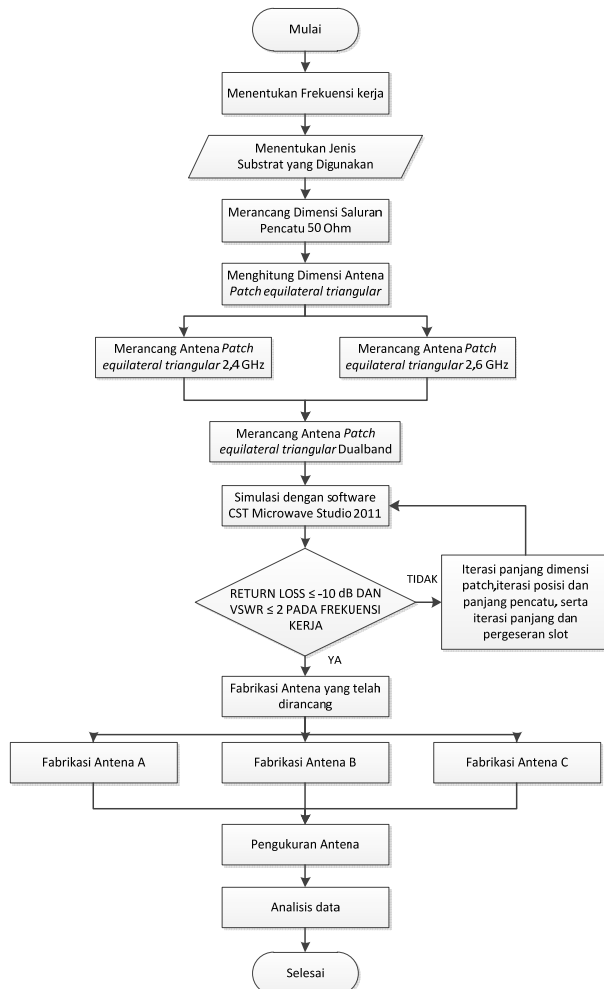 Mulai
Menentukan Frekuensi kerja
Menentukan Jenis
Substrat yang Digunakan
Merancang Dimensi Saluran
Pencatu 50 Ohm
Menghitung Dimensi Antena
Patch equilateral triangular
Merancang Antena Patch
equilateral triangular 2,4 GHz
Merancang Antena Patch
equilateral triangular 2,6 GHz
Merancang Antena Patch
equilateral triangular Dualband
Simulasi dengan software
CST Microwave Studio 2011
RETURN LOSS ≤ -10 dB DAN
VSWR ≤ 2 PADA FREKUENSI
KERJA
TIDAK
Iterasi panjang dimensi
patch,iterasi posisi dan
panjang pencatu, serta
iterasi panjang dan
pergeseran slot
YA
Fabrikasi Antena yang telah
dirancang
Fabrikasi Antena A
Fabrikasi Antena B
Fabrikasi Antena C
Pengukuran Antena
Analisis data
Selesai